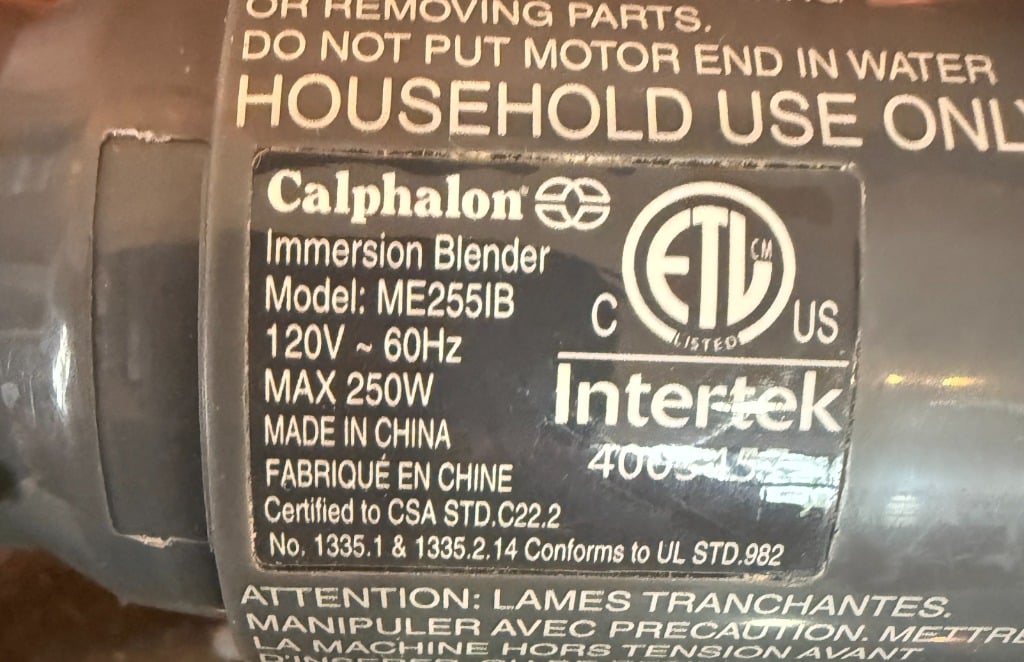 OR REMOVING PARTS.
DO NOT PUT MOTOR END IN WATER
HOUSEHOLD USE ONLY
Calphalon®
Immersion Blender
Model: ME255IB
120V ~ 60Hz
MAX 250W
MADE IN CHINA
FABRIQUÉ EN CHINE
Certified to CSA STD.C22.2
No. 1335.1 & 1335.2.14 Conforms to UL STD.982
ETL CM
C US
LISTED
Intertek
ATTENTION: LAMES TRANCHANTES.
MANIPULER AVEC PRECAUTION. METTRE
LA MACHINE HORS TENSION AVANT